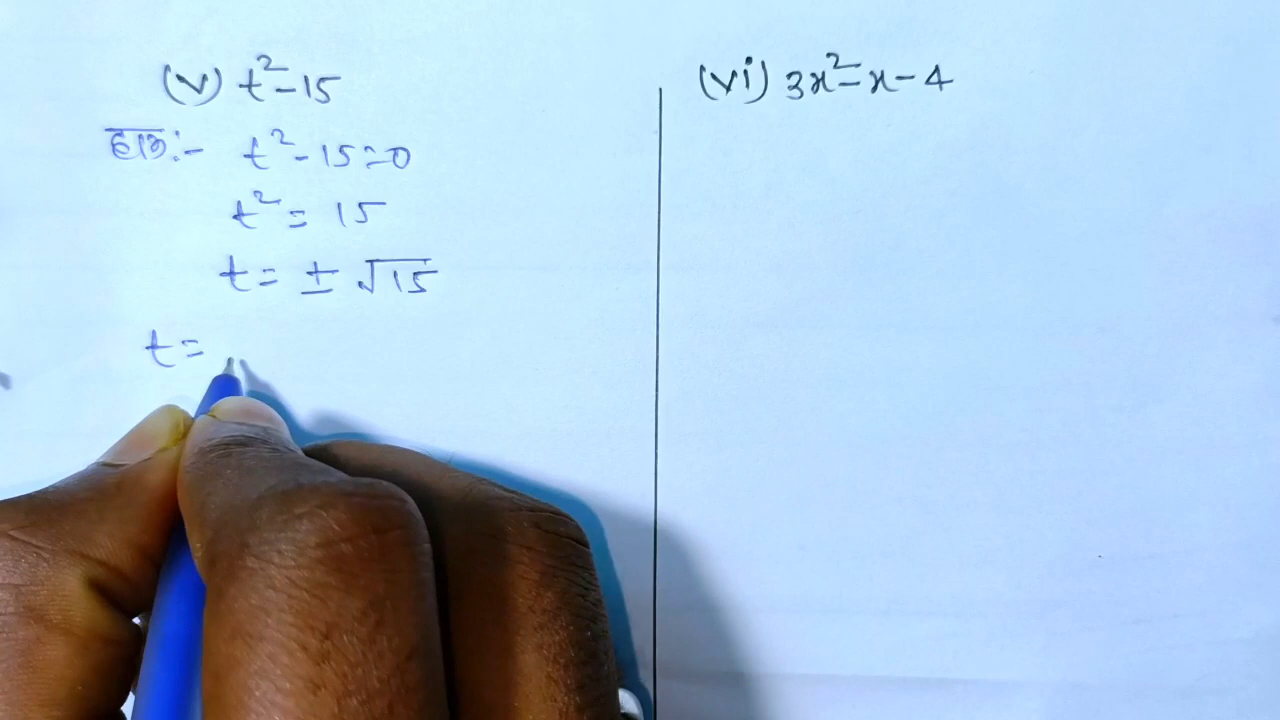 (v) t²-15
हल:- t²-15=0
t² = 15
t = ± √15
t =
(vi) 3x²-x-4